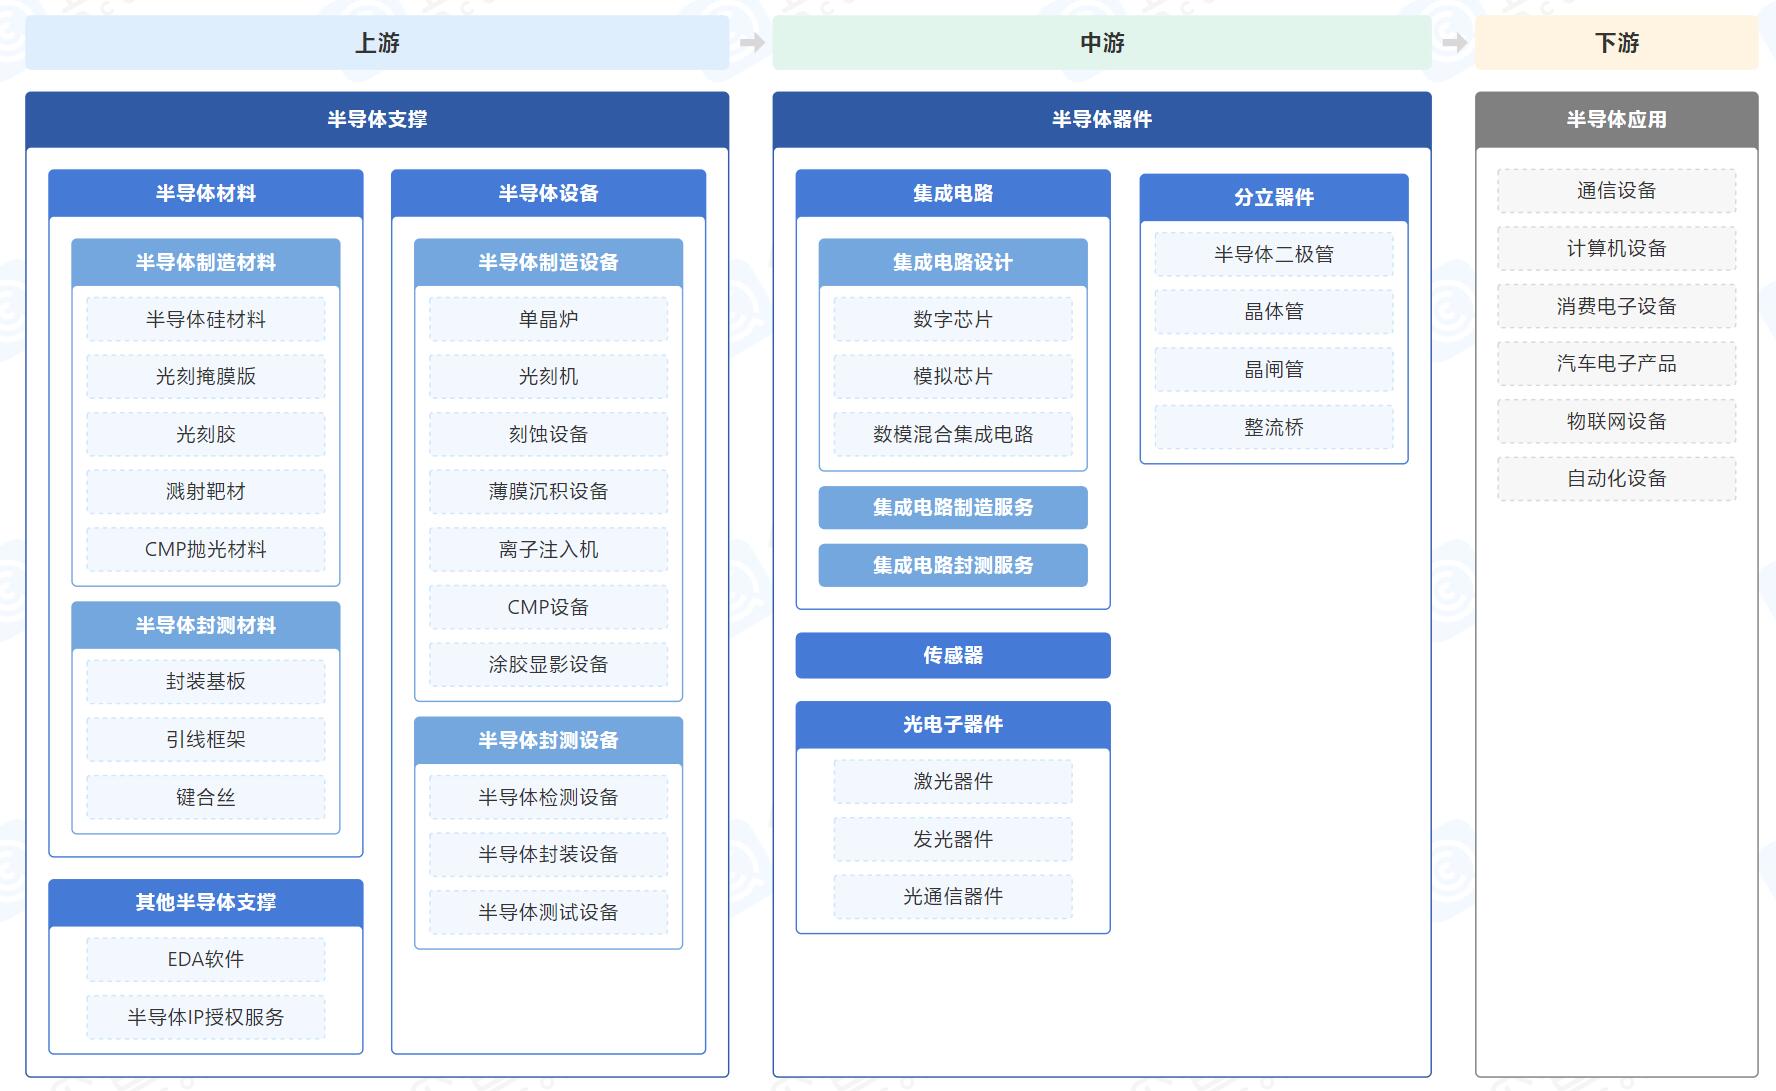 上游
中游
下游
半导体支撑
半导体材料
半导体制造材料
半导体硅材料
光刻掩膜版
光刻胶
溅射靶材
CMP抛光材料
半导体封测材料
封装基板
引线框架
键合丝
其他半导体支撑
EDA软件
半导体IP授权服务
半导体设备
半导体制造设备
单晶炉
光刻机
刻蚀设备
薄膜沉积设备
离子注入机
CMP设备
涂胶显影设备
半导体封测设备
半导体检测设备
半导体封装设备
半导体测试设备
半导体器件
集成电路
集成电路设计
数字芯片
模拟芯片
数模混合集成电路
集成电路制造服务
集成电路封测服务
传感器
光电子器件
激光器件
发光器件
光通信器件
分立器件
半导体二极管
晶体管
晶闸管
整流桥
半导体应用
通信设备
计算机设备
消费电子设备
汽车电子产品
物联网设备
自动化设备